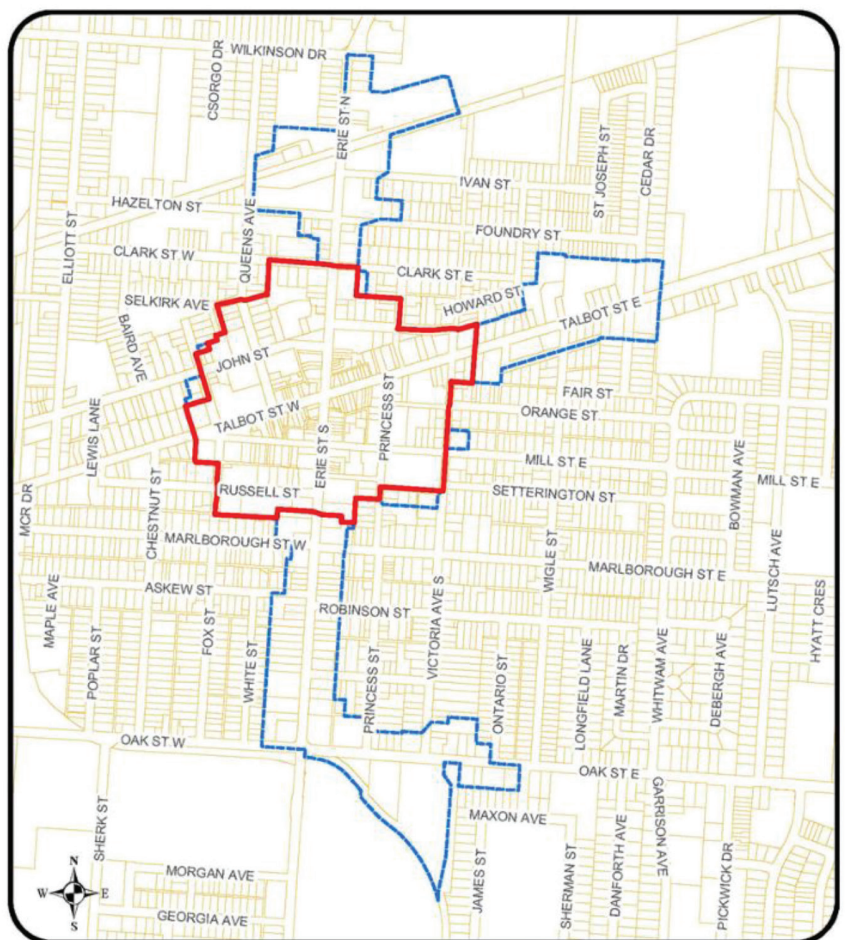 WILKINSON DR
CSORGO DR
ERIE ST N
ST JOSEPH ST
CEDAR DR
IVAN ST
HAZELTON ST
QUEENS AVE
ELLIOTT ST
FOUNDRY ST
CLARK ST W
CLARK ST E
SELKIRK AVE
HOWARD ST
TALBOT ST E
BAIRD AVE
JOHN ST
PRINCESS ST
FAIR ST
ORANGE ST
TALBOT ST W
LEWIS LANE
ERIE ST S
MILL ST E
BOWMAN AVE
MILL ST E
RUSSELL ST
SETTERINGTON ST
CHESTNUT ST
MCR DR
MARLBOROUGH ST W
WIGLE ST
MARLBOROUGH ST E
LUTSCH AVE
ASKEW ST
MAPLE AVE
ROBINSON ST
VICTORIA AVE S
HYATT CRES
FOX ST
POPLAR ST
WHITE ST
PRINCESS ST
ONTARIO ST
LONGFIELD LANE
MARTIN DR
WHITWAM AVE
DEBERGH AVE
OAK ST W
OAK ST E
MAXON AVE
GARRISON AVE
SHERK ST
JAMES ST
SHERMAN ST
DANFORTH AVE
PICKWICK DR
MORGAN AVE
GEORGIA AVE
N
W E
S